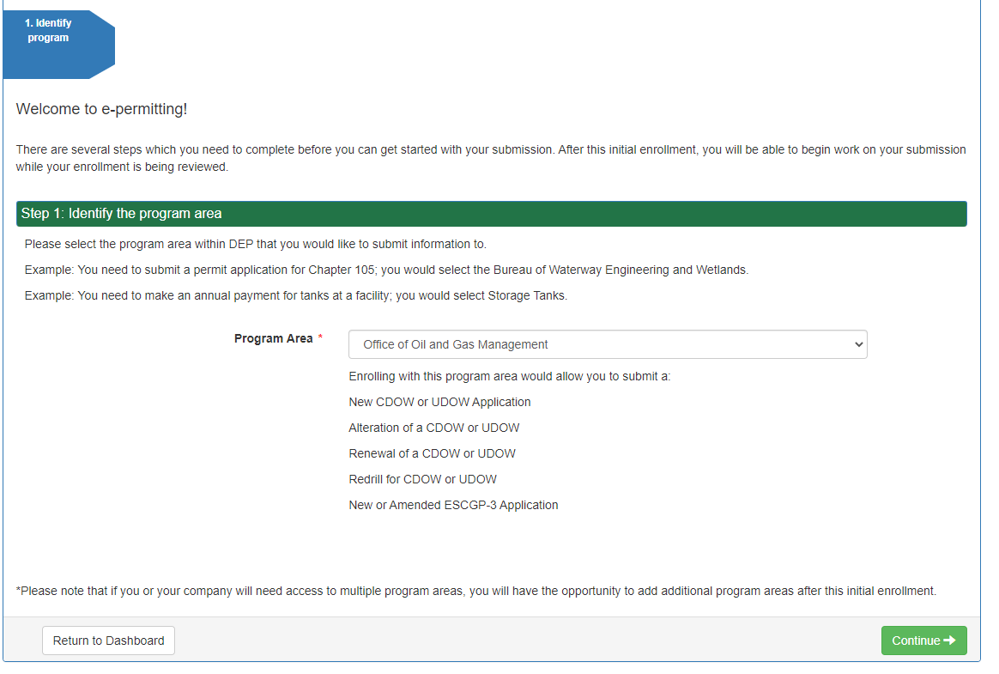 1. Identify
program
Welcome to e-permitting!
There are several steps which you need to complete before you can get started with your submission. After this initial enrollment, you will be able to begin work on your submission
while your enrollment is being reviewed.
Step 1: Identify the program area
Please select the program area within DEP that you would like to submit information to.
Example: You need to submit a permit application for Chapter 105; you would select the Bureau of Waterway Engineering and Wetlands.
Example: You need to make an annual payment for tanks at a facility; you would select Storage Tanks.
Program Area * Office of Oil and Gas Management
Enrolling with this program area would allow you to submit a:
New CDOW or UDOW Application
Alteration of a CDOW or UDOW
Renewal of a CDOW or UDOW
Redrill for CDOW or UDOW
New or Amended ESCGP-3 Application
*Please note that if you or your company will need access to multiple program areas, you will have the opportunity to add additional program areas after this initial enrollment.
Return to Dashboard Continue